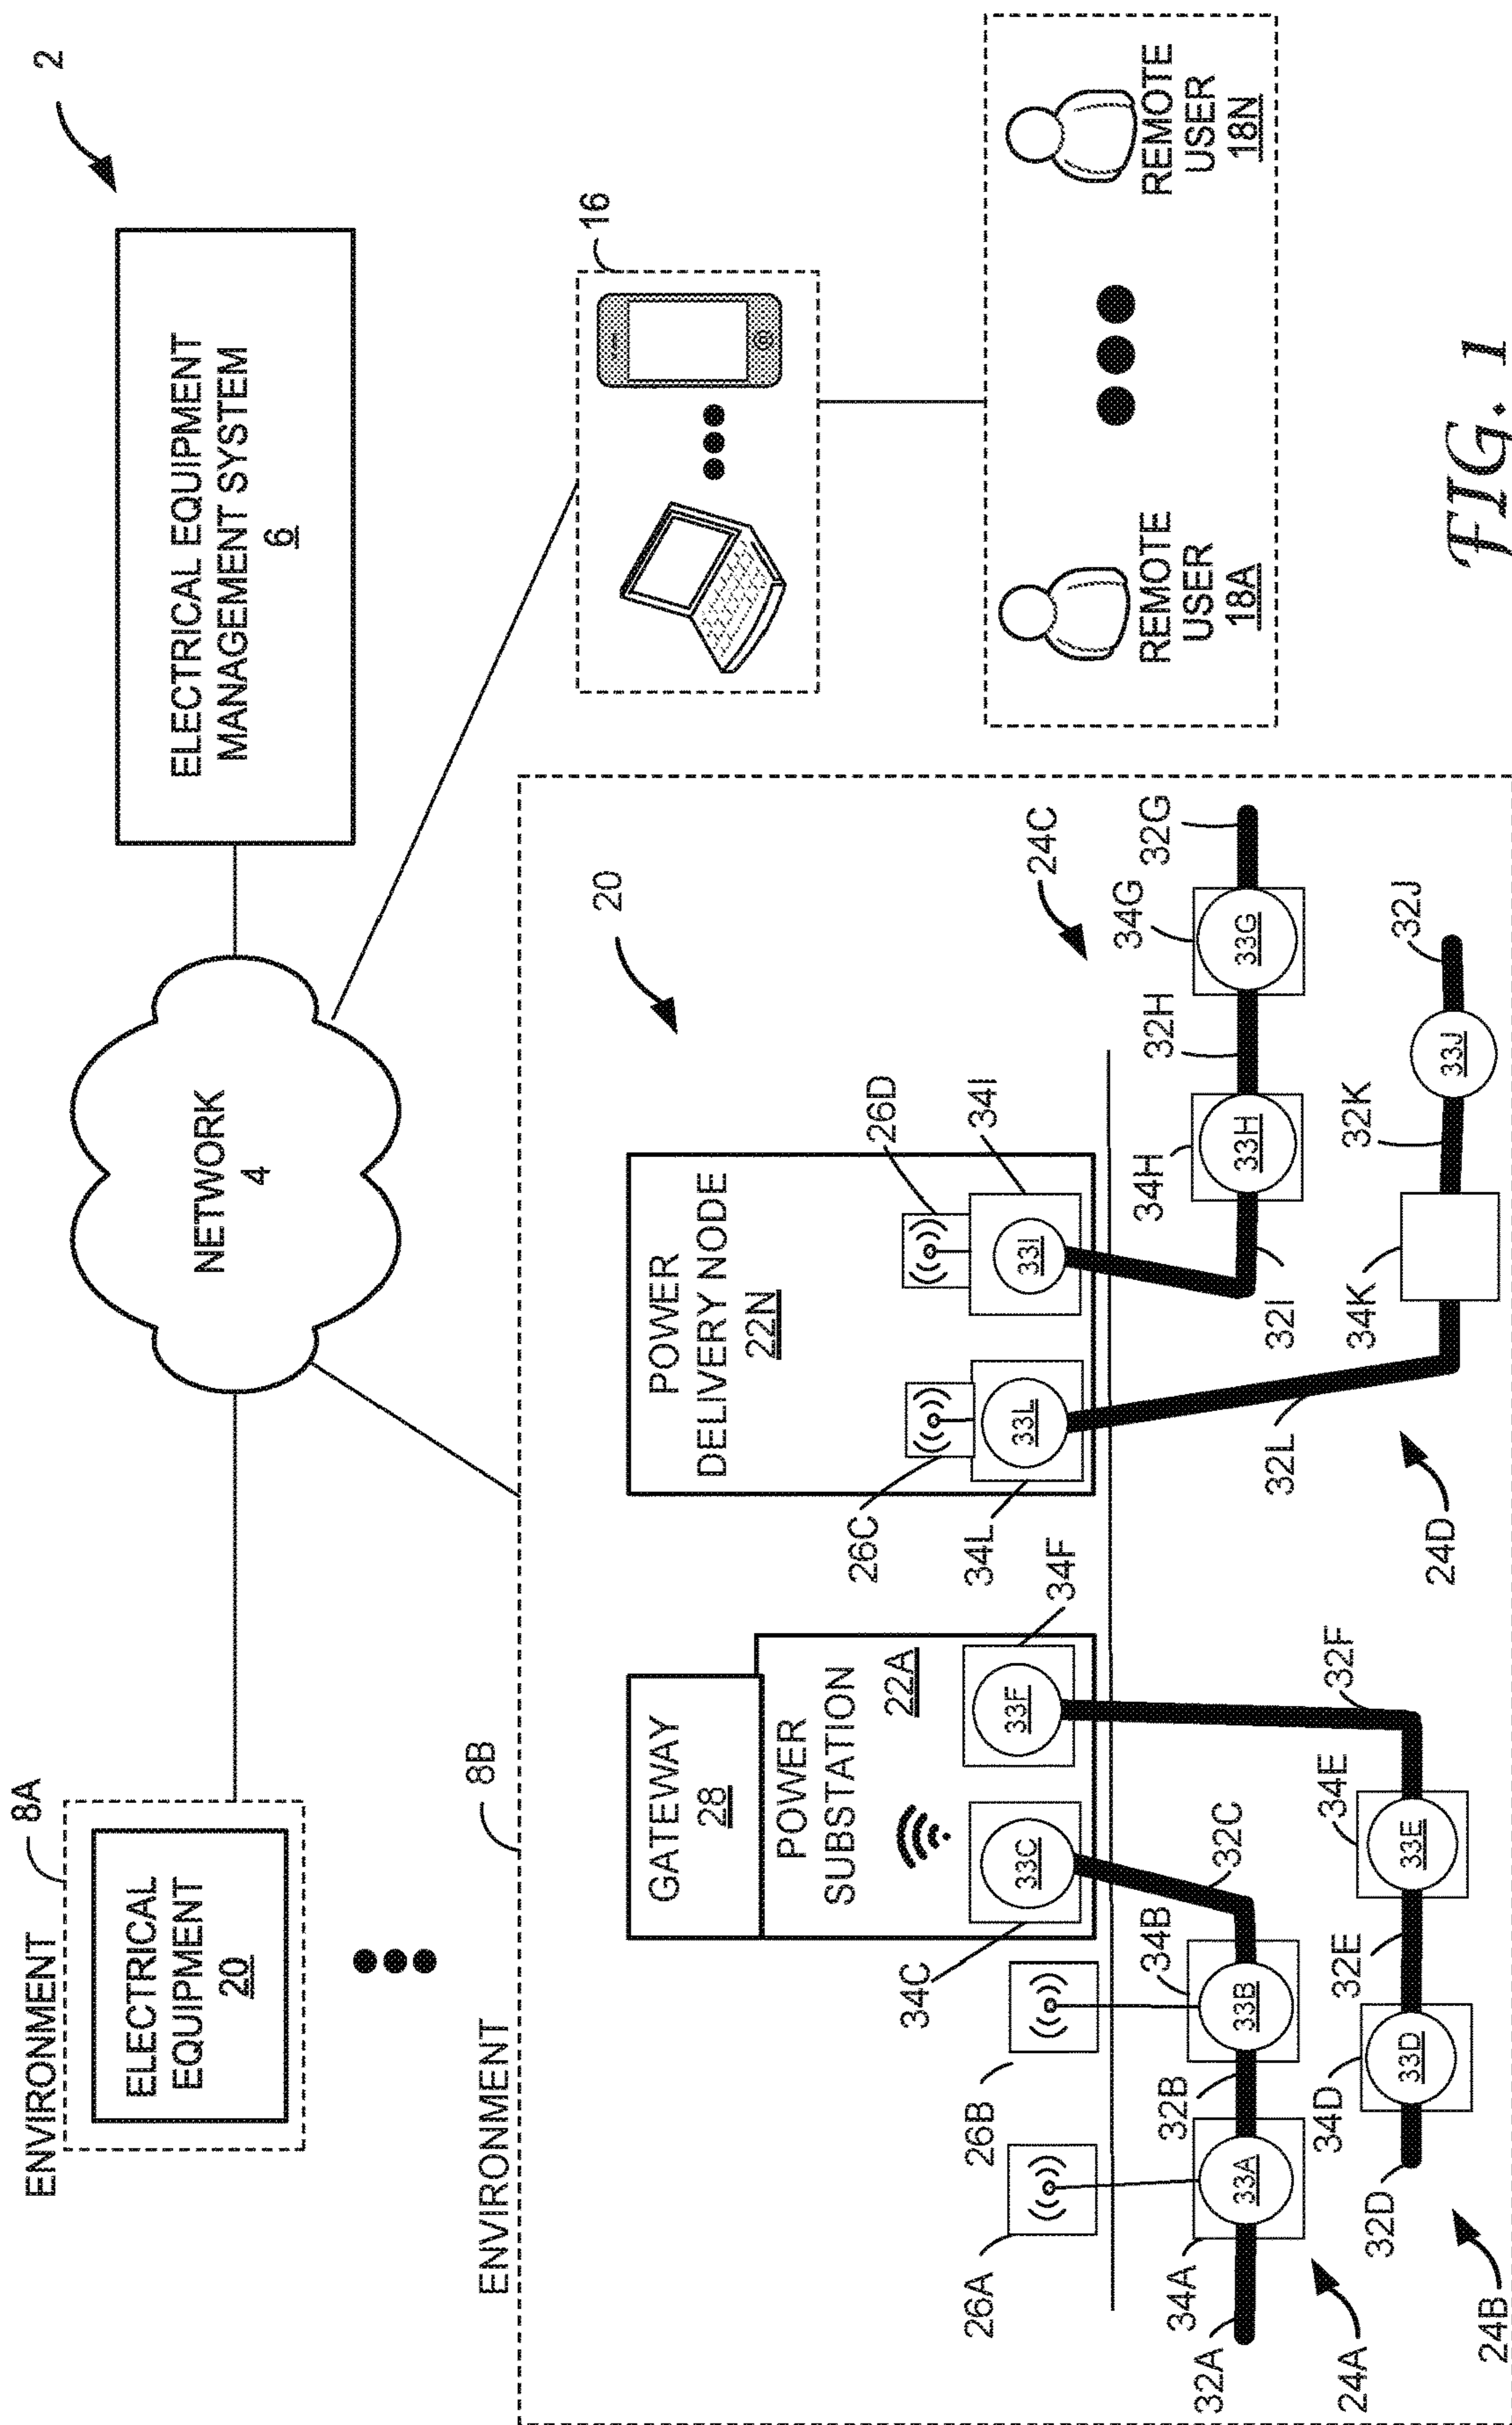 2
ENVIRONMENT
8A
ELECTRICAL
EQUIPMENT
20
NETWORK
4
ELECTRICAL EQUIPMENT
MANAGEMENT SYSTEM
6
16
REMOTE
USER
18A
REMOTE
USER
18N
ENVIRONMENT
8B
20
GATEWAY
28
POWER
SUBSTATION
22A
POWER
DELIVERY NODE
22N
26A
26B
26C
26D
34C
33C
33F
34F
34L
33L
33I
34I
24C
32A
34A
33A
32B
34B
33B
32C
32I
34H
33H
32H
34G
33G
32G
24A
32D
34D
33D
32E
34E
33E
32F
32L
34K
32K
33J
32J
24B
24D
FIG. 1